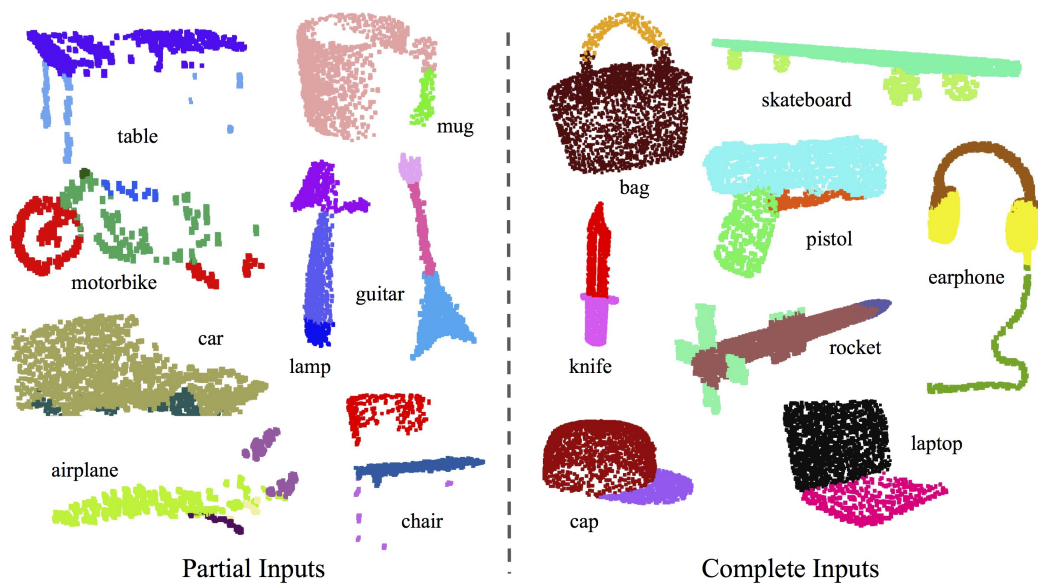 table
mug
motorbike
guitar
car
lamp
airplane
chair
Partial Inputs
bag
skateboard
pistol
earphone
knife
rocket
cap
laptop
Complete Inputs